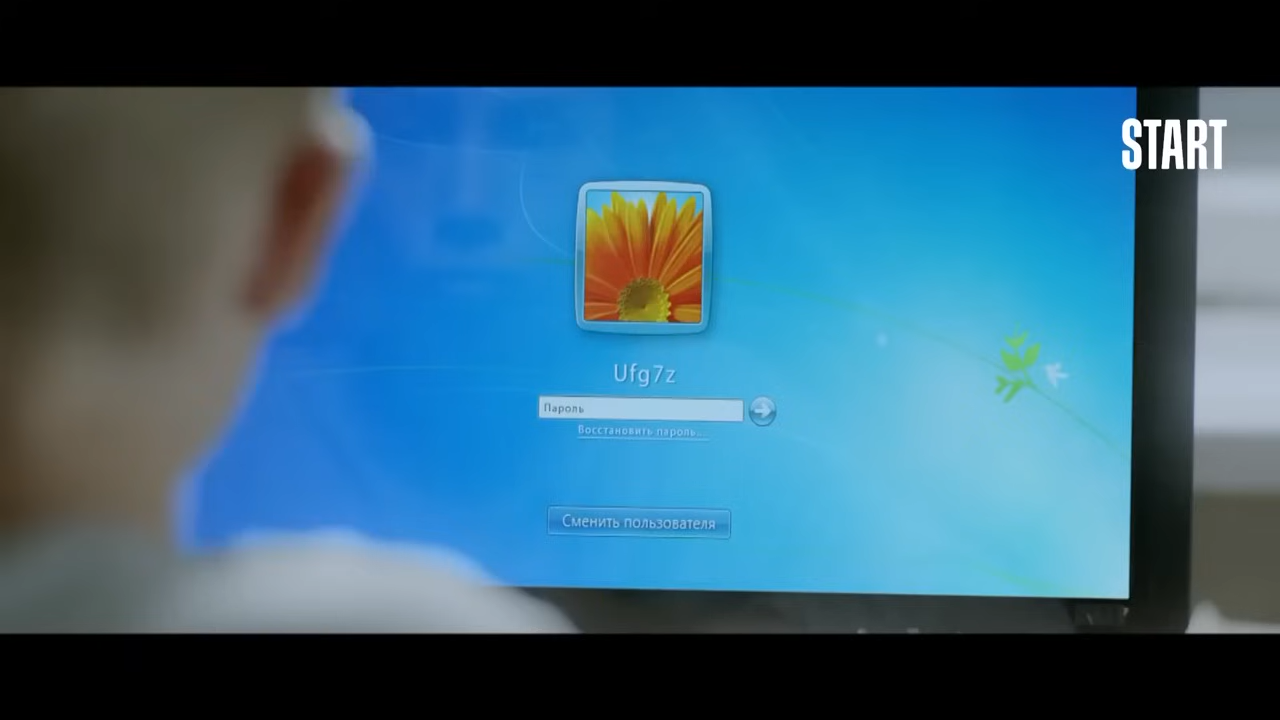 START
Ufg7z
Пароль
Восстановить пароль...
Сменить пользователя